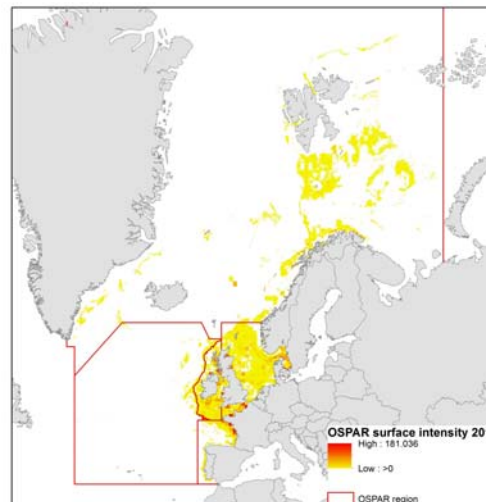 OSPAR surface intensity 20
High : 181.036
Low : >0
OSPAR region